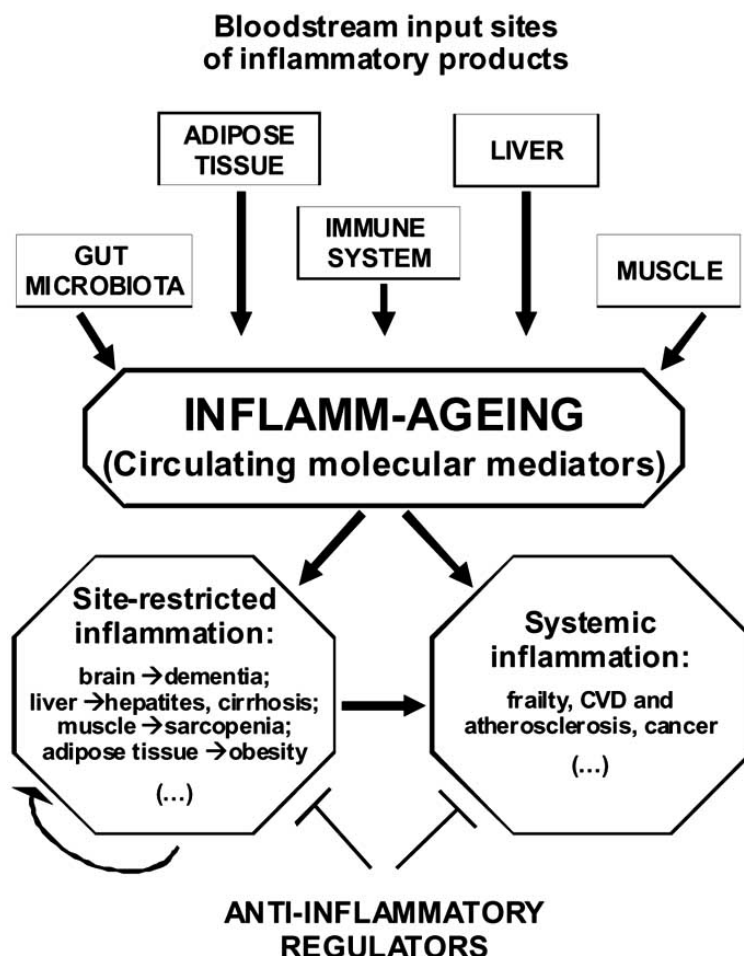 Bloodstream input sites
of inflammatory products
ADIPOSE
TISSUE
LIVER
IMMUNE
SYSTEM
GUT
MICROBIOTA
MUSCLE
INFLAMM-AGEING
(Circulating molecular mediators)
Site-restricted
inflammation:
brain →dementia;
liver →hepatites, cirrhosis;
muscle →sarcopenia;
adipose tissue →obesity
(...)
Systemic
inflammation:
frailty, CVD and
atherosclerosis, cancer
(...)
ANTI-INFLAMMATORY
REGULATORS